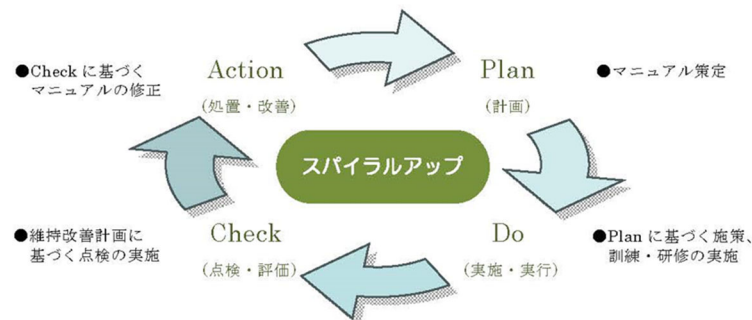 ●Checkに基づく
マニュアルの修正
Action
(処置・改善)
Plan
(計画)
●マニュアル策定
スパイラルアップ
●維持改善計画に
基づく点検の実施
Check
(点検・評価)
Do
(実施・実行)
●Planに基づく施策、
訓練・研修の実施